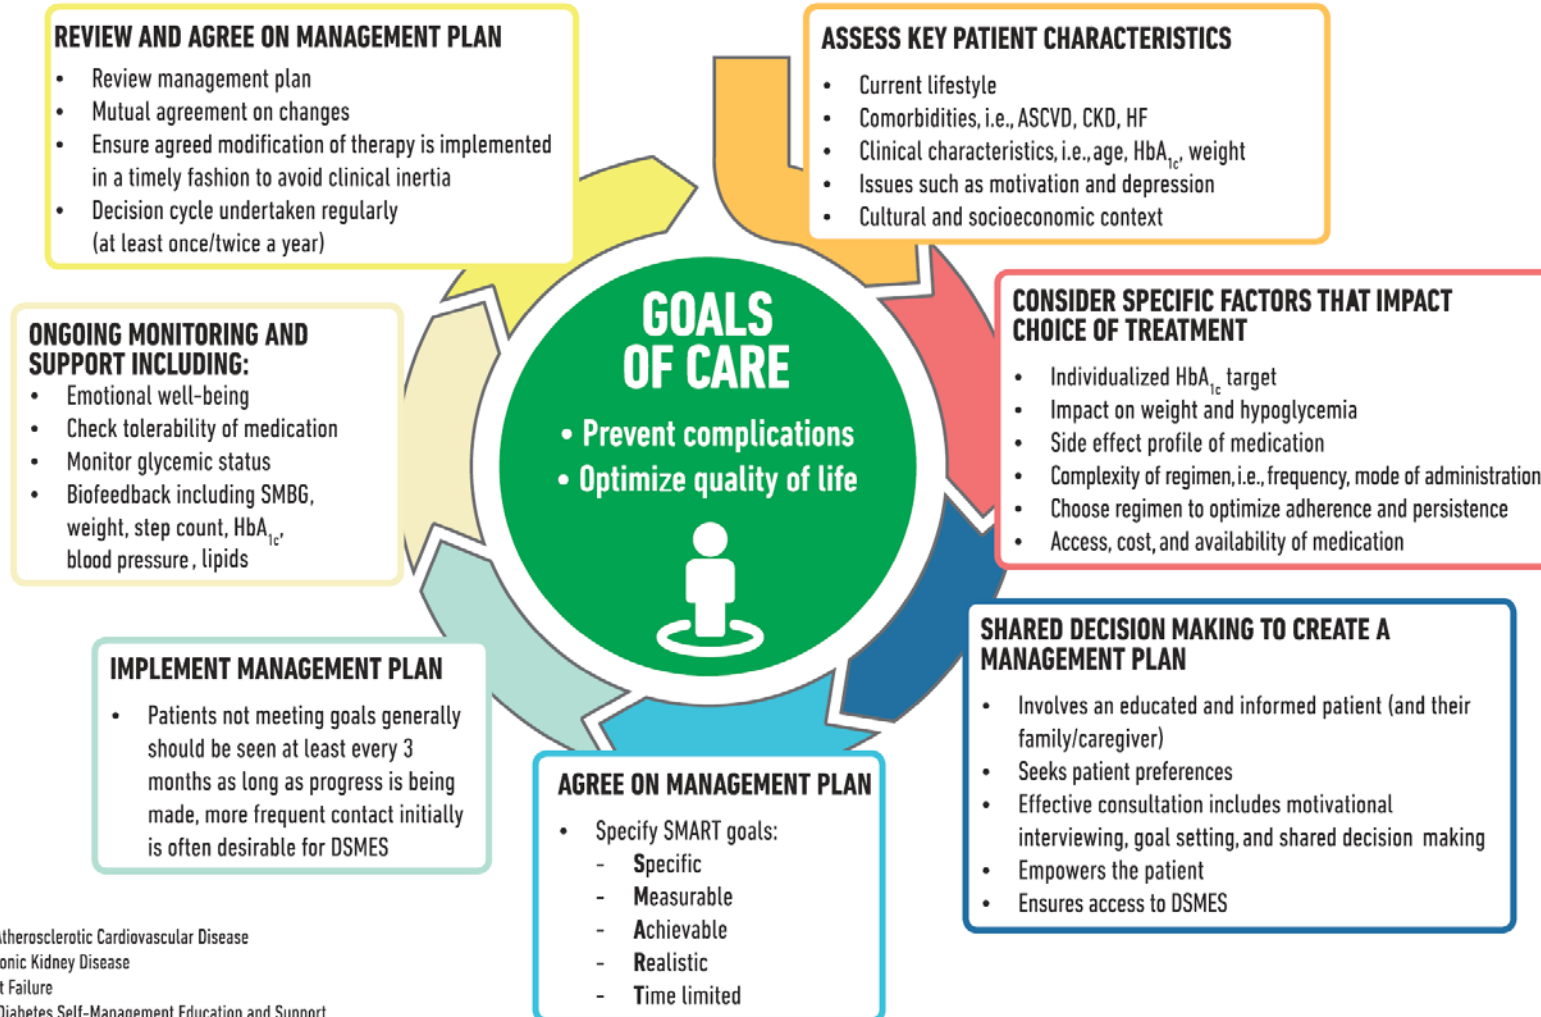 REVIEW AND AGREE ON MANAGEMENT PLAN
• Review management plan
• Mutual agreement on changes
• Ensure agreed modification of therapy is implemented
in a timely fashion to avoid clinical inertia
• Decision cycle undertaken regularly
(at least once/twice a year)
ASSESS KEY PATIENT CHARACTERISTICS
• Current lifestyle
• Comorbidities, i.e., ASCVD, CKD, HF
• Clinical characteristics, i.e., age, HbA1c, weight
• Issues such as motivation and depression
• Cultural and socioeconomic context
CONSIDER SPECIFIC FACTORS THAT IMPACT
CHOICE OF TREATMENT
• Individualized HbA1c target
• Impact on weight and hypoglycemia
• Side effect profile of medication
• Complexity of regimen, i.e., frequency, mode of administration
• Choose regimen to optimize adherence and persistence
• Access, cost, and availability of medication
SHARED DECISION MAKING TO CREATE A
MANAGEMENT PLAN
• Involves an educated and informed patient (and their
family/caregiver)
• Seeks patient preferences
• Effective consultation includes motivational
interviewing, goal setting, and shared decision making
• Empowers the patient
• Ensures access to DSMES
AGREE ON MANAGEMENT PLAN
• Specify SMART goals:
- Specific
- Measurable
- Achievable
- Realistic
- Time limited
IMPLEMENT MANAGEMENT PLAN
• Patients not meeting goals generally
should be seen at least every 3
months as long as progress is being
made, more frequent contact initially
is often desirable for DSMES
ONGOING MONITORING AND
SUPPORT INCLUDING:
• Emotional well-being
• Check tolerability of medication
• Monitor glycemic status
• Biofeedback including SMBG,
weight, step count, HbA1c,
blood pressure, lipids
GOALS
OF CARE
• Prevent complications
• Optimize quality of life
Atherosclerotic Cardiovascular Disease
onic Kidney Disease
t Failure
Diabetes Self-Management Education and Support